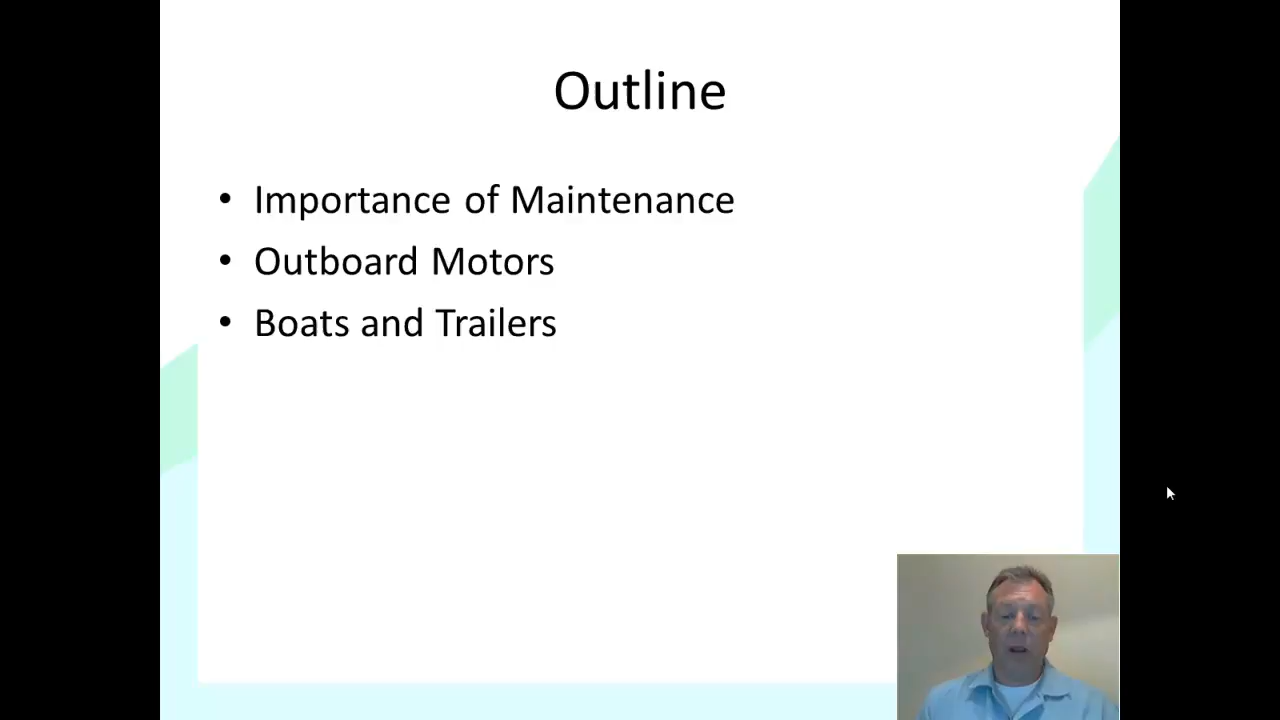 Outline
• Importance of Maintenance
• Outboard Motors
• Boats and Trailers